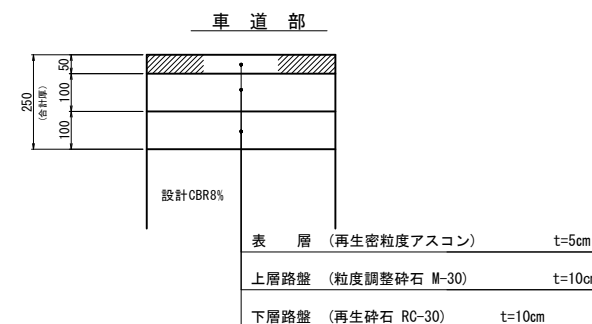 車 道 部
250
(合計厚)
50
100
100
設計CBR8%
表　層 (再生密粒度アスコン) t=5cm
上層路盤 (粒度調整砕石 M-30) t=10cm
下層路盤 (再生砕石 RC-30) t=10cm